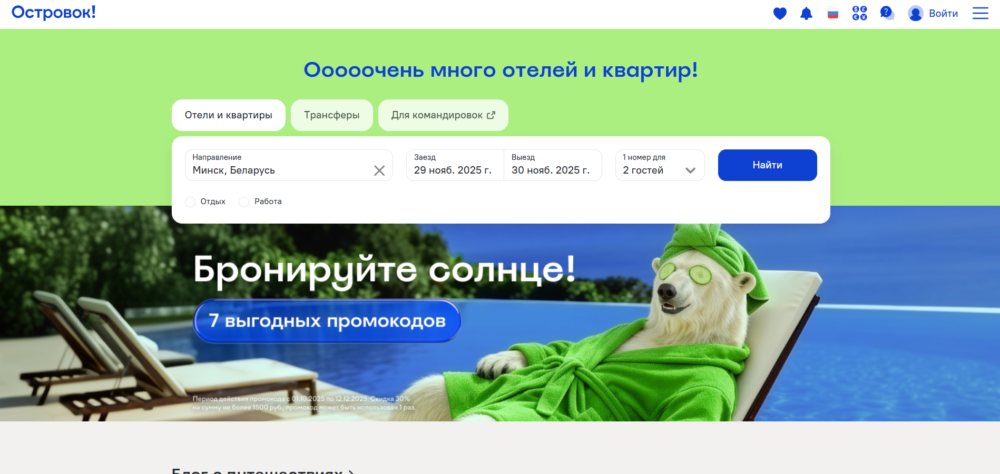 Островок!
Войти
Ооооочень много отелей и квартир!
Отели и квартиры
Трансферы
Для командировок
Направление
Минск, Беларусь
Заезд
29 нояб. 2025 г.
Выезд
30 нояб. 2025 г.
1 номер для
2 гостей
Найти
Отдых
Работа
Бронируйте солнце!
7 выгодных промокодов
Период действия промокода с 01.10.2025 по 12.12.2025. Скидка 30%
на сумму не более 1500 руб., промокод может быть использован 1 раз.
Блог о путешествиях